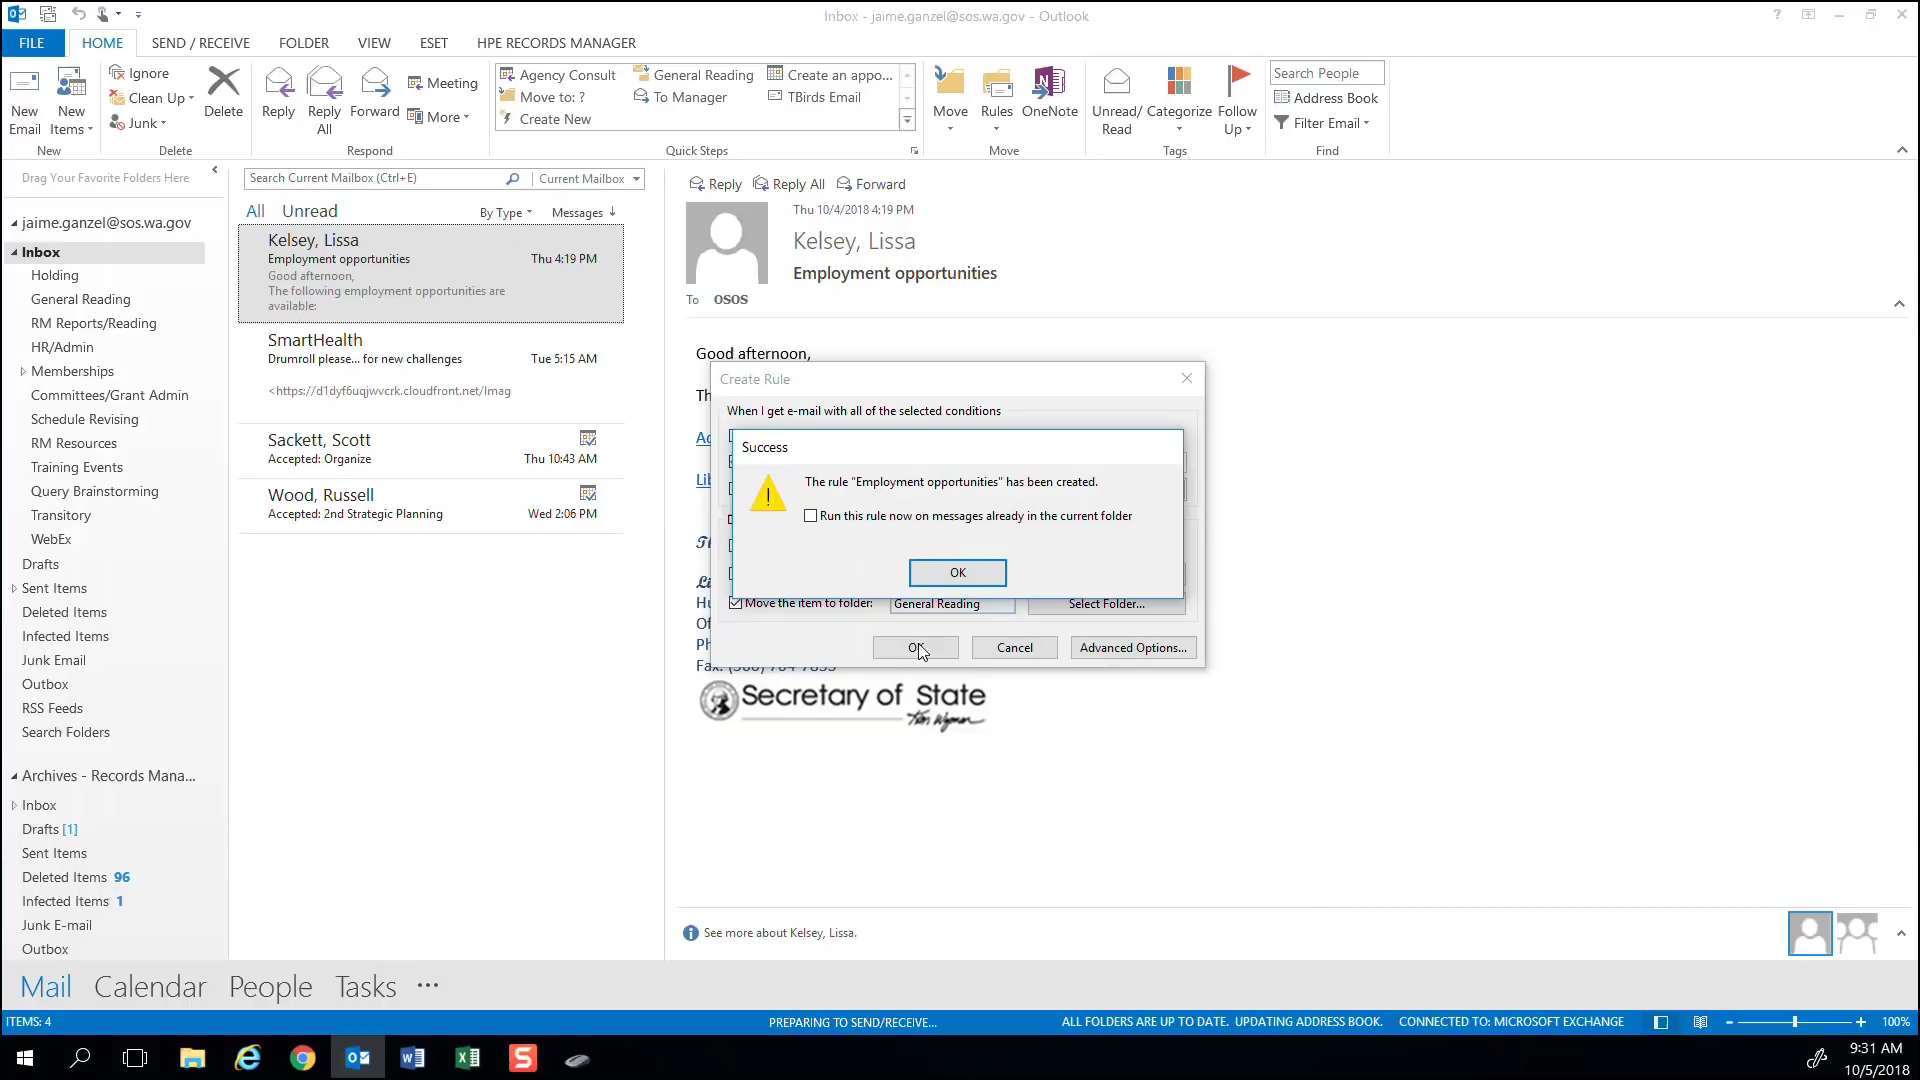 Inbox - jaime.ganzel@sos.wa.gov - Outlook
?
FILE HOME SEND / RECEIVE FOLDER VIEW ESET HPE RECORDS MANAGER
New Email
New Items
New
Ignore
Clean Up
Junk
Delete
Delete
Reply
Reply All
Forward
Meeting
More
Respond
Agency Consult
Move to: ?
Create New
General Reading
To Manager
Create an appo...
TBirds Email
Quick Steps
Move
Rules
OneNote
Move
Unread/ Read
Categorize
Follow Up
Tags
Search People
Address Book
Filter Email
Find
Drag Your Favorite Folders Here
jaime.ganzel@sos.wa.gov
Inbox
Holding
General Reading
RM Reports/Reading
HR/Admin
Memberships
Committees/Grant Admin
Schedule Revising
RM Resources
Training Events
Query Brainstorming
Transitory
WebEx
Drafts
Sent Items
Deleted Items
Infected Items
Junk Email
Outbox
RSS Feeds
Search Folders
Archives - Records Mana...
Inbox
Drafts [1]
Sent Items
Deleted Items 96
Infected Items 1
Junk E-mail
Outbox
Search Current Mailbox (Ctrl+E) Current Mailbox
All Unread By Type Messages ↓
Kelsey, Lissa
Employment opportunities Thu 4:19 PM
Good afternoon,
The following employment opportunities are
available:
SmartHealth
Drumroll please... for new challenges Tue 5:15 AM
<https://d1dyf6uqjwvcrk.cloudfront.net/Imag
Sackett, Scott
Accepted: Organize Thu 10:43 AM
Wood, Russell
Accepted: 2nd Strategic Planning Wed 2:06 PM
Reply Reply All Forward
Thu 10/4/2018 4:19 PM
Kelsey, Lissa
Employment opportunities
To OSOS
Good afternoon,
Create Rule
When I get e-mail with all of the selected conditions
Success
The rule "Employment opportunities" has been created.
Run this rule now on messages already in the current folder
OK
Move the item to folder: General Reading Select Folder...
OK Cancel Advanced Options...
Secretary of State
See more about Kelsey, Lissa.
Mail Calendar People Tasks ···
ITEMS: 4 PREPARING TO SEND/RECEIVE... ALL FOLDERS ARE UP TO DATE. UPDATING ADDRESS BOOK. CONNECTED TO: MICROSOFT EXCHANGE 100%
9:31 AM
10/5/2018